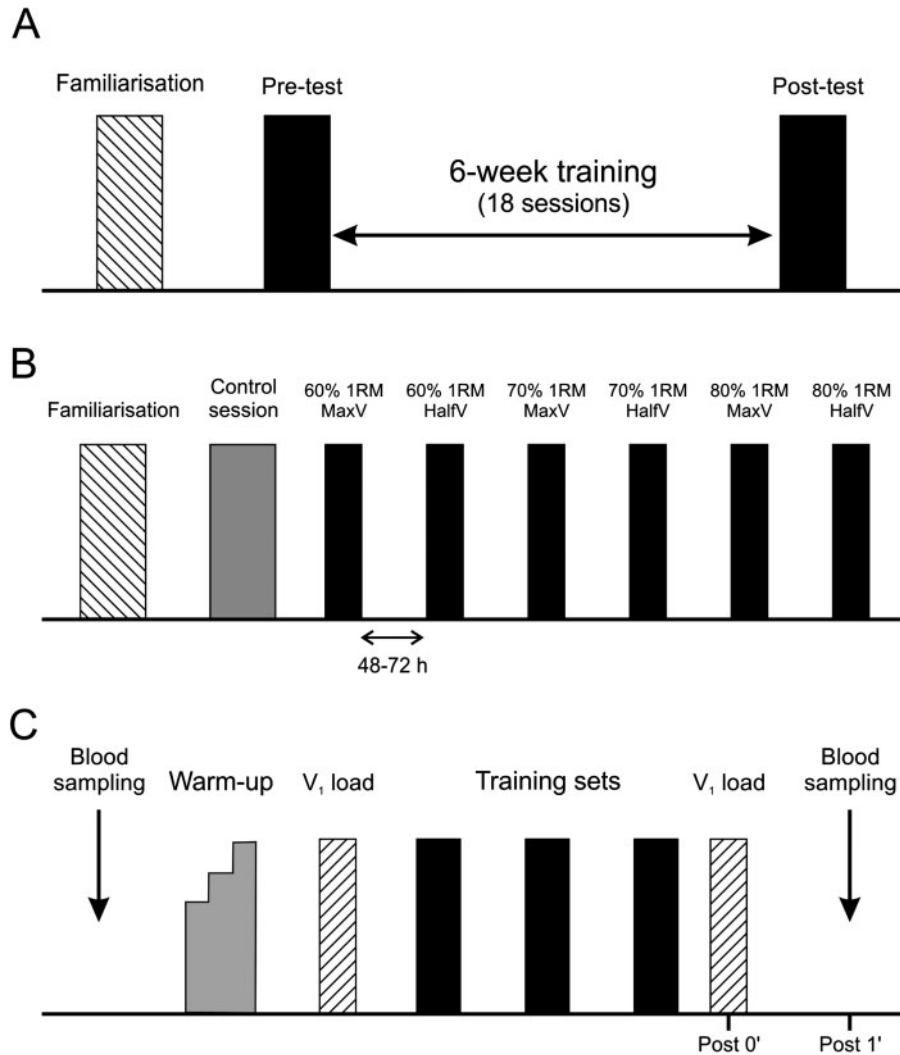 A
Familiarisation
Pre-test
Post-test
6-week training
(18 sessions)
B
Familiarisation
Control
session
60% 1RM
MaxV
60% 1RM
HalfV
70% 1RM
MaxV
70% 1RM
HalfV
80% 1RM
MaxV
80% 1RM
HalfV
48-72 h
C
Blood
sampling
Warm-up
V₁ load
Training sets
V₁ load
Blood
sampling
Post 0'
Post 1'